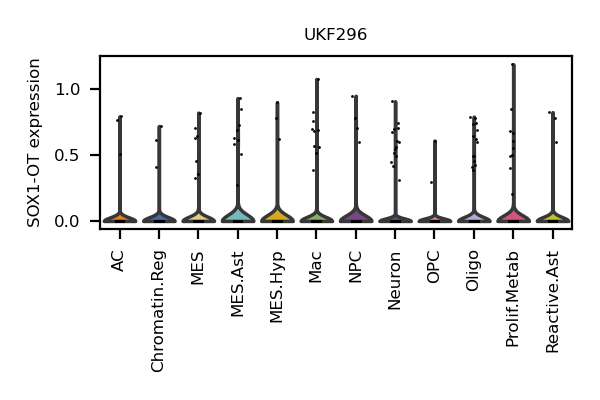 UKF296
SOX1-OT expression
1.0
0.5
0.0
AC
Chromatin.Reg
MES
MES.Ast
MES.Hyp
Mac
NPC
Neuron
OPC
Oligo
Prolif.Metab
Reactive.Ast